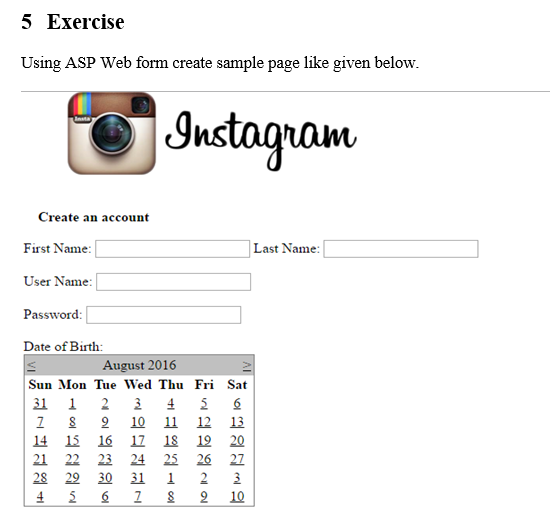 5 Exercise
Using ASP Web form create sample page like given below.
Insta
Instagram
Create an account
First Name: Last Name:
User Name:
Password:
Date of Birth:
< August 2016 >
Sun Mon Tue Wed Thu Fri Sat
31 1 2 3 4 5 6
7 8 9 10 11 12 13
14 15 16 17 18 19 20
21 22 23 24 25 26 27
28 29 30 31 1 2 3
4 5 6 7 8 9 10